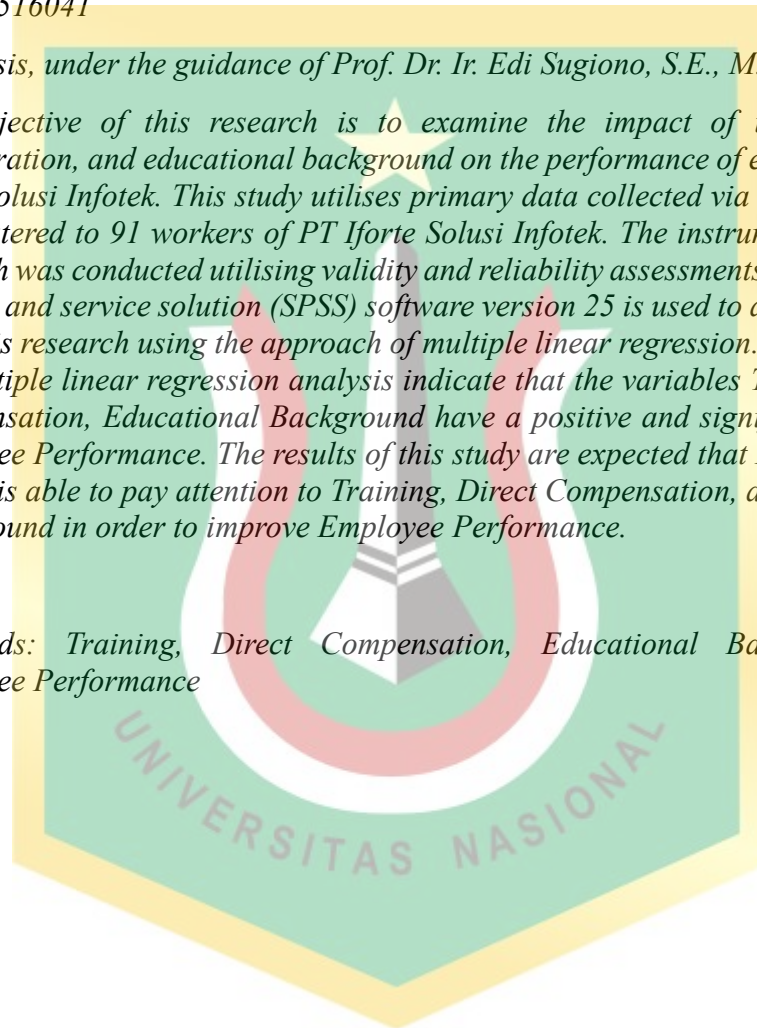 516041
sis, under the guidance of Prof. Dr. Ir. Edi Sugiono, S.E., M.
jective of this research is to examine the impact of
ration, and educational background on the performance of e
olusi Infotek. This study utilises primary data collected via
tered to 91 workers of PT Iforte Solusi Infotek. The instru
h was conducted utilising validity and reliability assessments
and service solution (SPSS) software version 25 is used to
is research using the approach of multiple linear regression.
tiple linear regression analysis indicate that the variables T
nsation, Educational Background have a positive and signi
ee Performance. The results of this study are expected that
is able to pay attention to Training, Direct Compensation, a
ound in order to improve Employee Performance.
ds: Training, Direct Compensation, Educational Ba
ee Performance
UNIVERSITAS NASIONAL